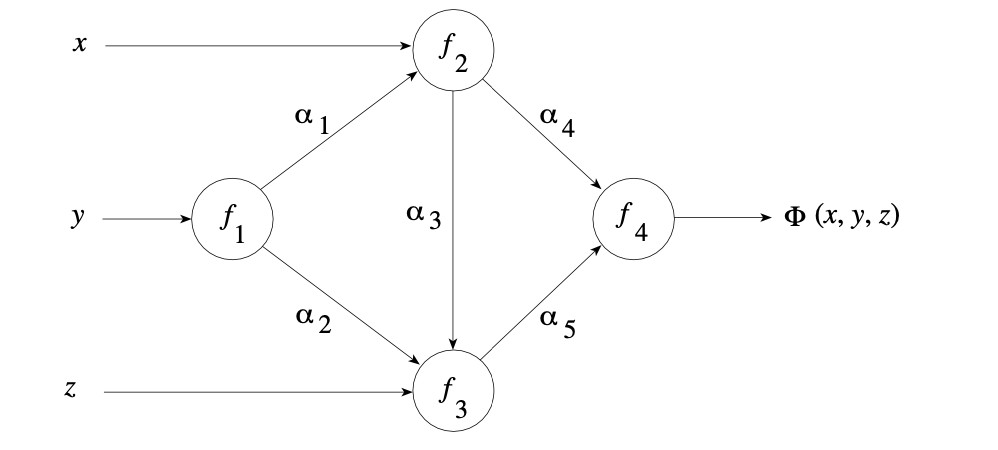 x
f₂
α₁
α₄
y
f₁
α₃
f₄
Φ (x, y, z)
α₂
α₅
z
f₃